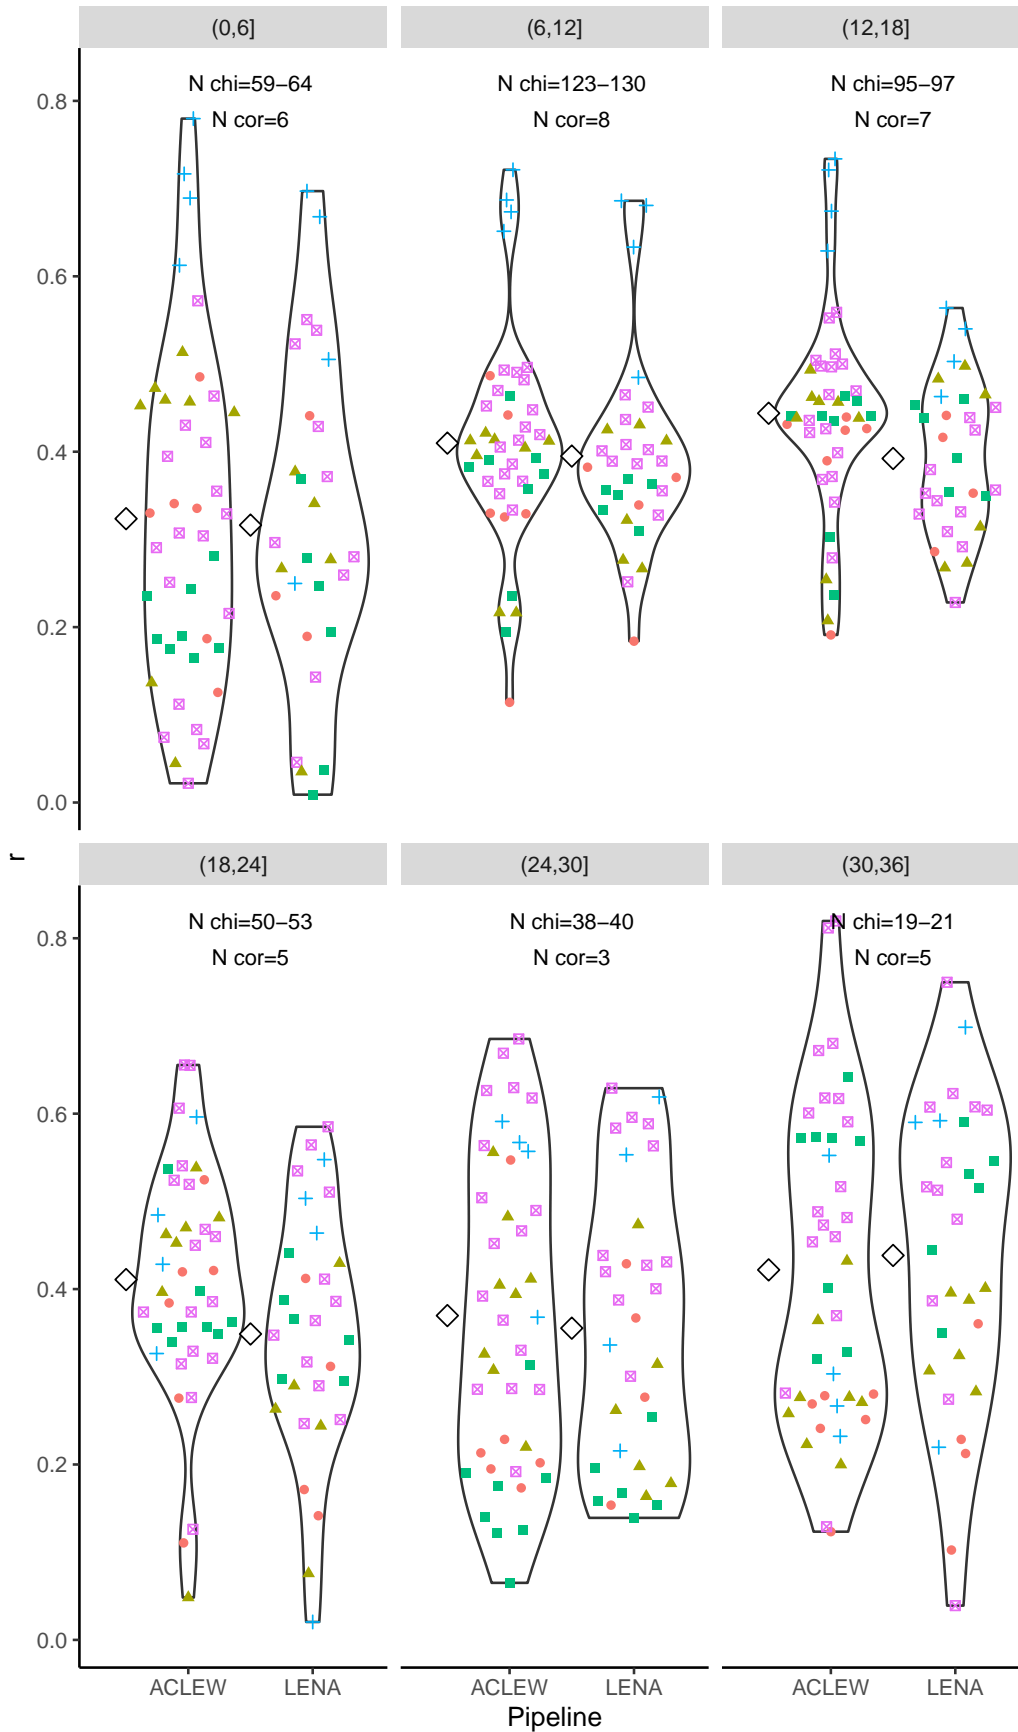 (0,6]
(6,12]
(12,18]
N chi=59−64
N cor=6
N chi=123−130
N cor=8
N chi=95−97
N cor=7
0.8
0.6
0.4
0.2
0.0
r
(18,24]
(24,30]
(30,36]
N chi=50−53
N cor=5
N chi=38−40
N cor=3
N chi=19−21
N cor=5
0.8
0.6
0.4
0.2
0.0
ACLEW
LENA
ACLEW
LENA
ACLEW
LENA
Pipeline